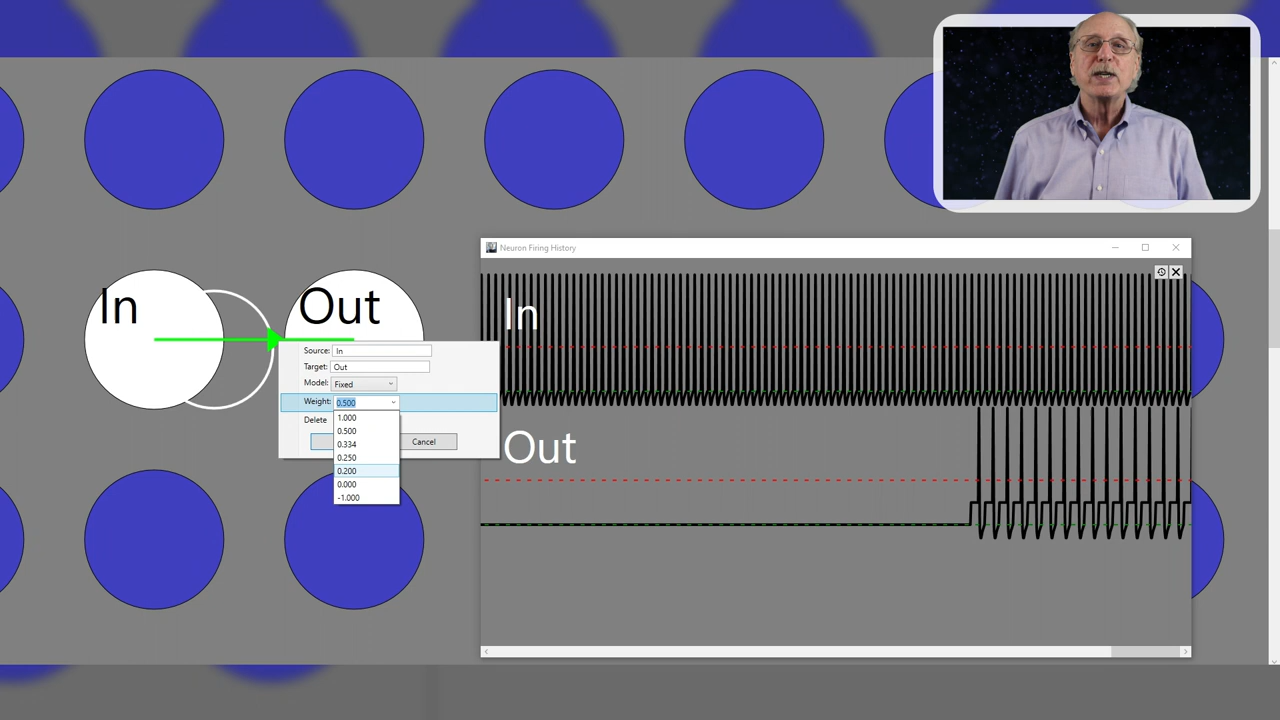 Neuron Firing History
In
Out
Source: In
Target: Out
Model: Fixed
Weight: 0.500
1.000
0.500
0.334
0.250
0.200
0.000
-1.000
Delete
Cancel
In
Out